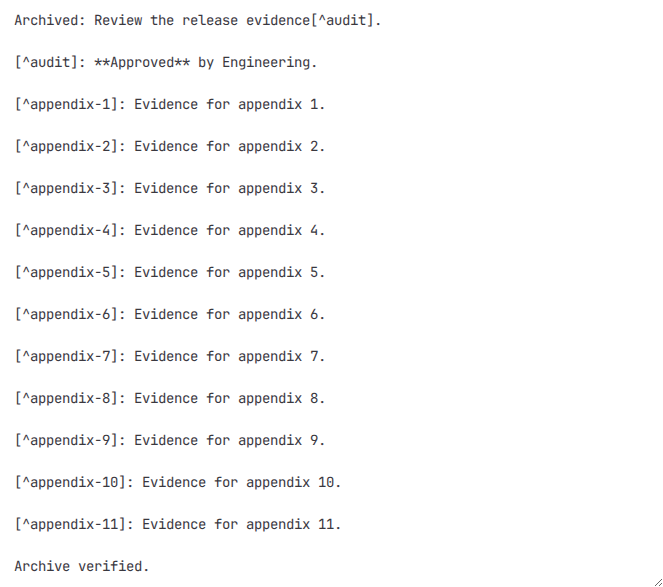 Archived: Review the release evidence[^audit].
[^audit]: **Approved** by Engineering.
[^appendix-1]: Evidence for appendix 1.
[^appendix-2]: Evidence for appendix 2.
[^appendix-3]: Evidence for appendix 3.
[^appendix-4]: Evidence for appendix 4.
[^appendix-5]: Evidence for appendix 5.
[^appendix-6]: Evidence for appendix 6.
[^appendix-7]: Evidence for appendix 7.
[^appendix-8]: Evidence for appendix 8.
[^appendix-9]: Evidence for appendix 9.
[^appendix-10]: Evidence for appendix 10.
[^appendix-11]: Evidence for appendix 11.
Archive verified.